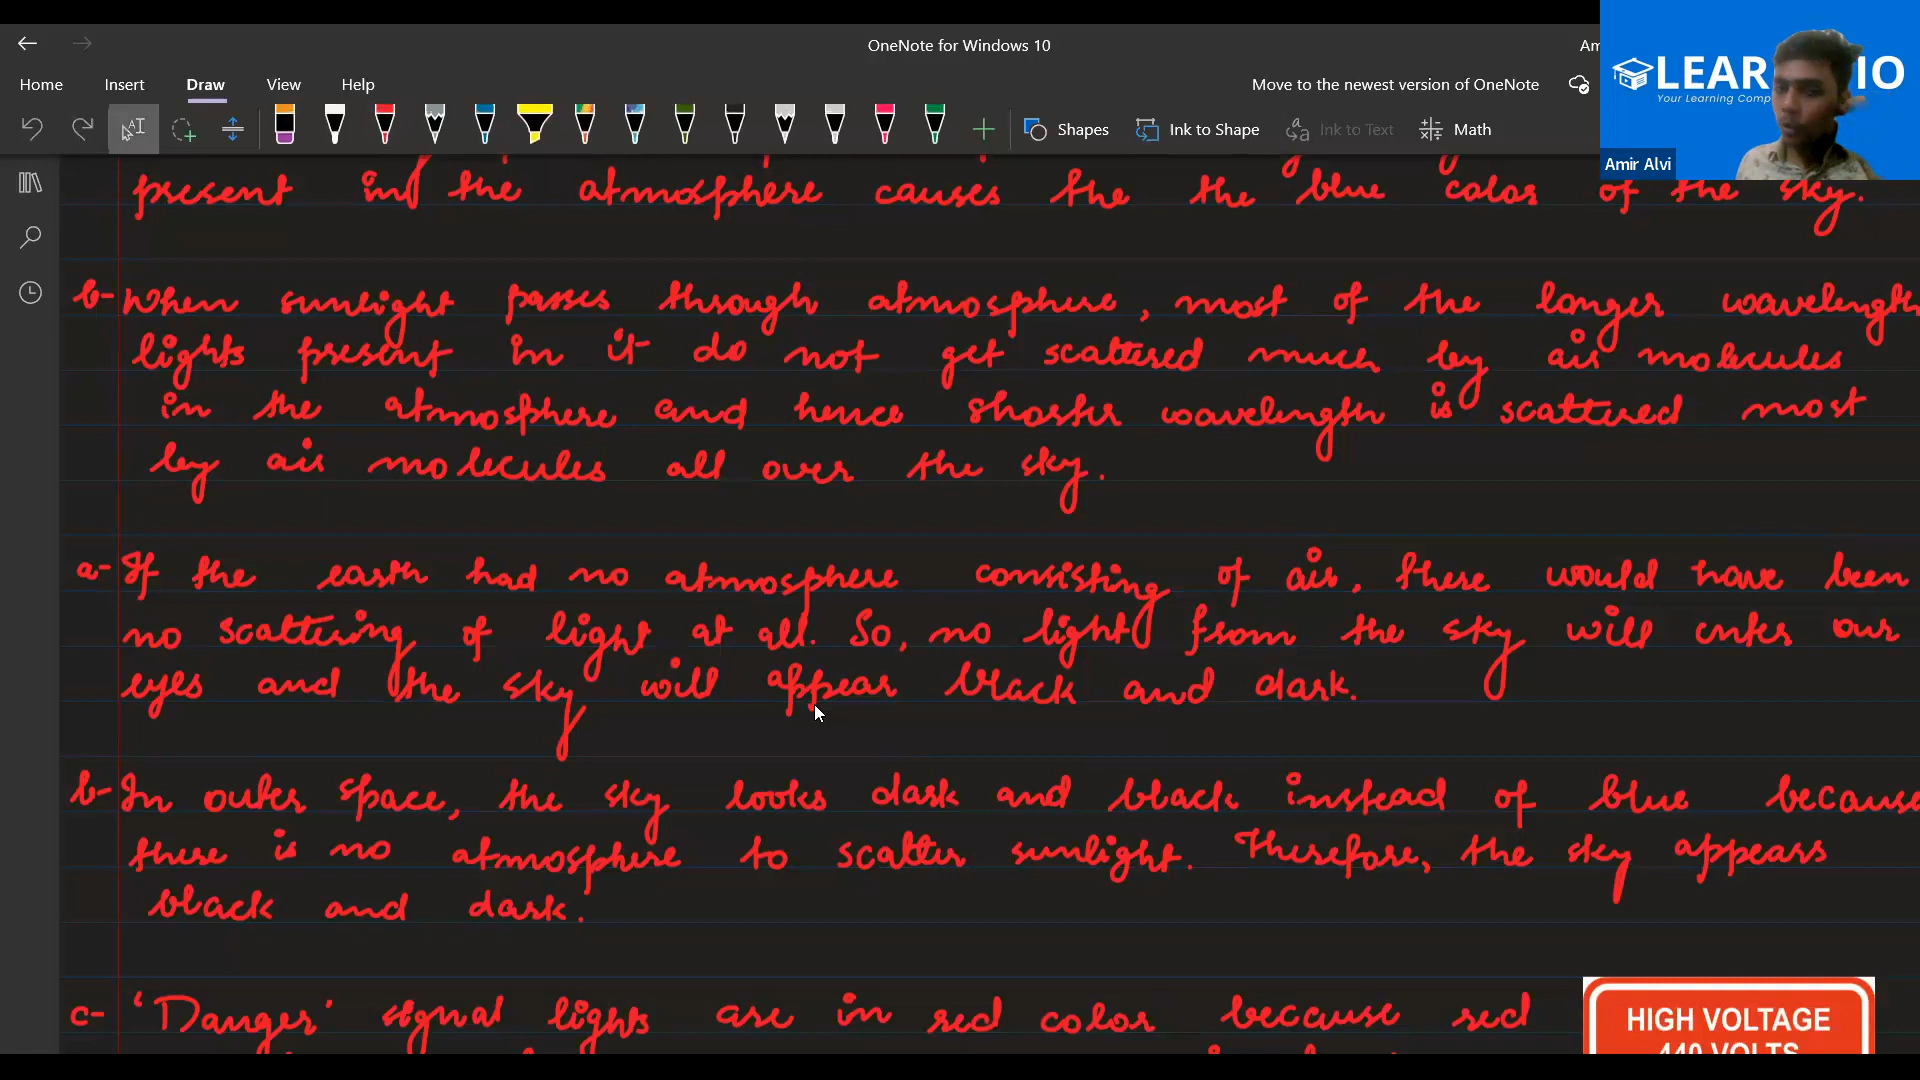 OneNote for Windows 10
Home Insert Draw View Help
Move to the newest version of OneNote
LEAR IO
Your Learning Comp
Amir Alvi
Shapes Ink to Shape Ink to Text Math
present in the atmosphere causes the the blue color of the sky.
b- When sunlight passes through atmosphere, most of the longer wavelength
lights present in it do not get scattered much by air molecules
in the atmosphere and hence shorter wavelength is scattered most
by air molecules all over the sky.
a- If the earth had no atmosphere consisting of air, there would have been
no scattering of light at all. So, no light from the sky will enter our
eyes and the sky will appear black and dark.
b- In outer space, the sky looks dark and black instead of blue because
there is no atmosphere to scatter sunlight. Therefore, the sky appears
black and dark.
c- 'Danger' signal lights are in red color because red
HIGH VOLTAGE
440 VOLTS